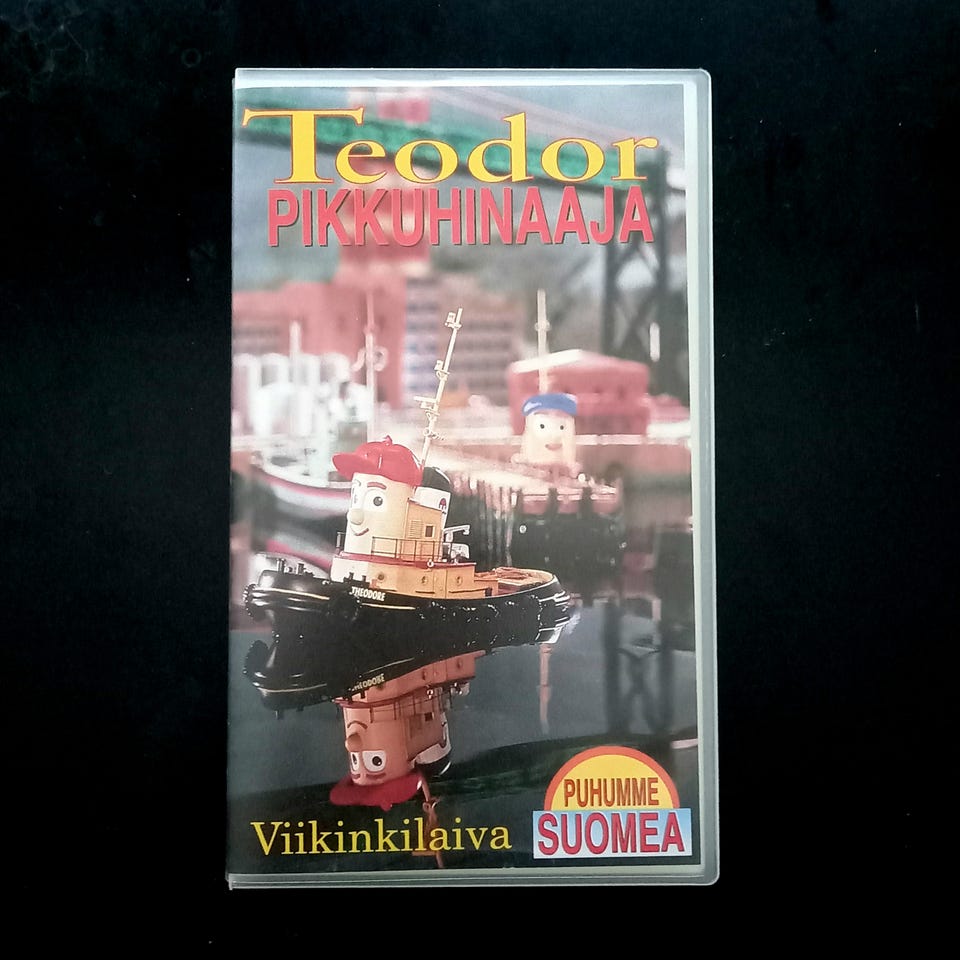 Teodor
PIKKUHINAAJA
THEODORE
Viikinkilaiva
PUHUMME
SUOMEA